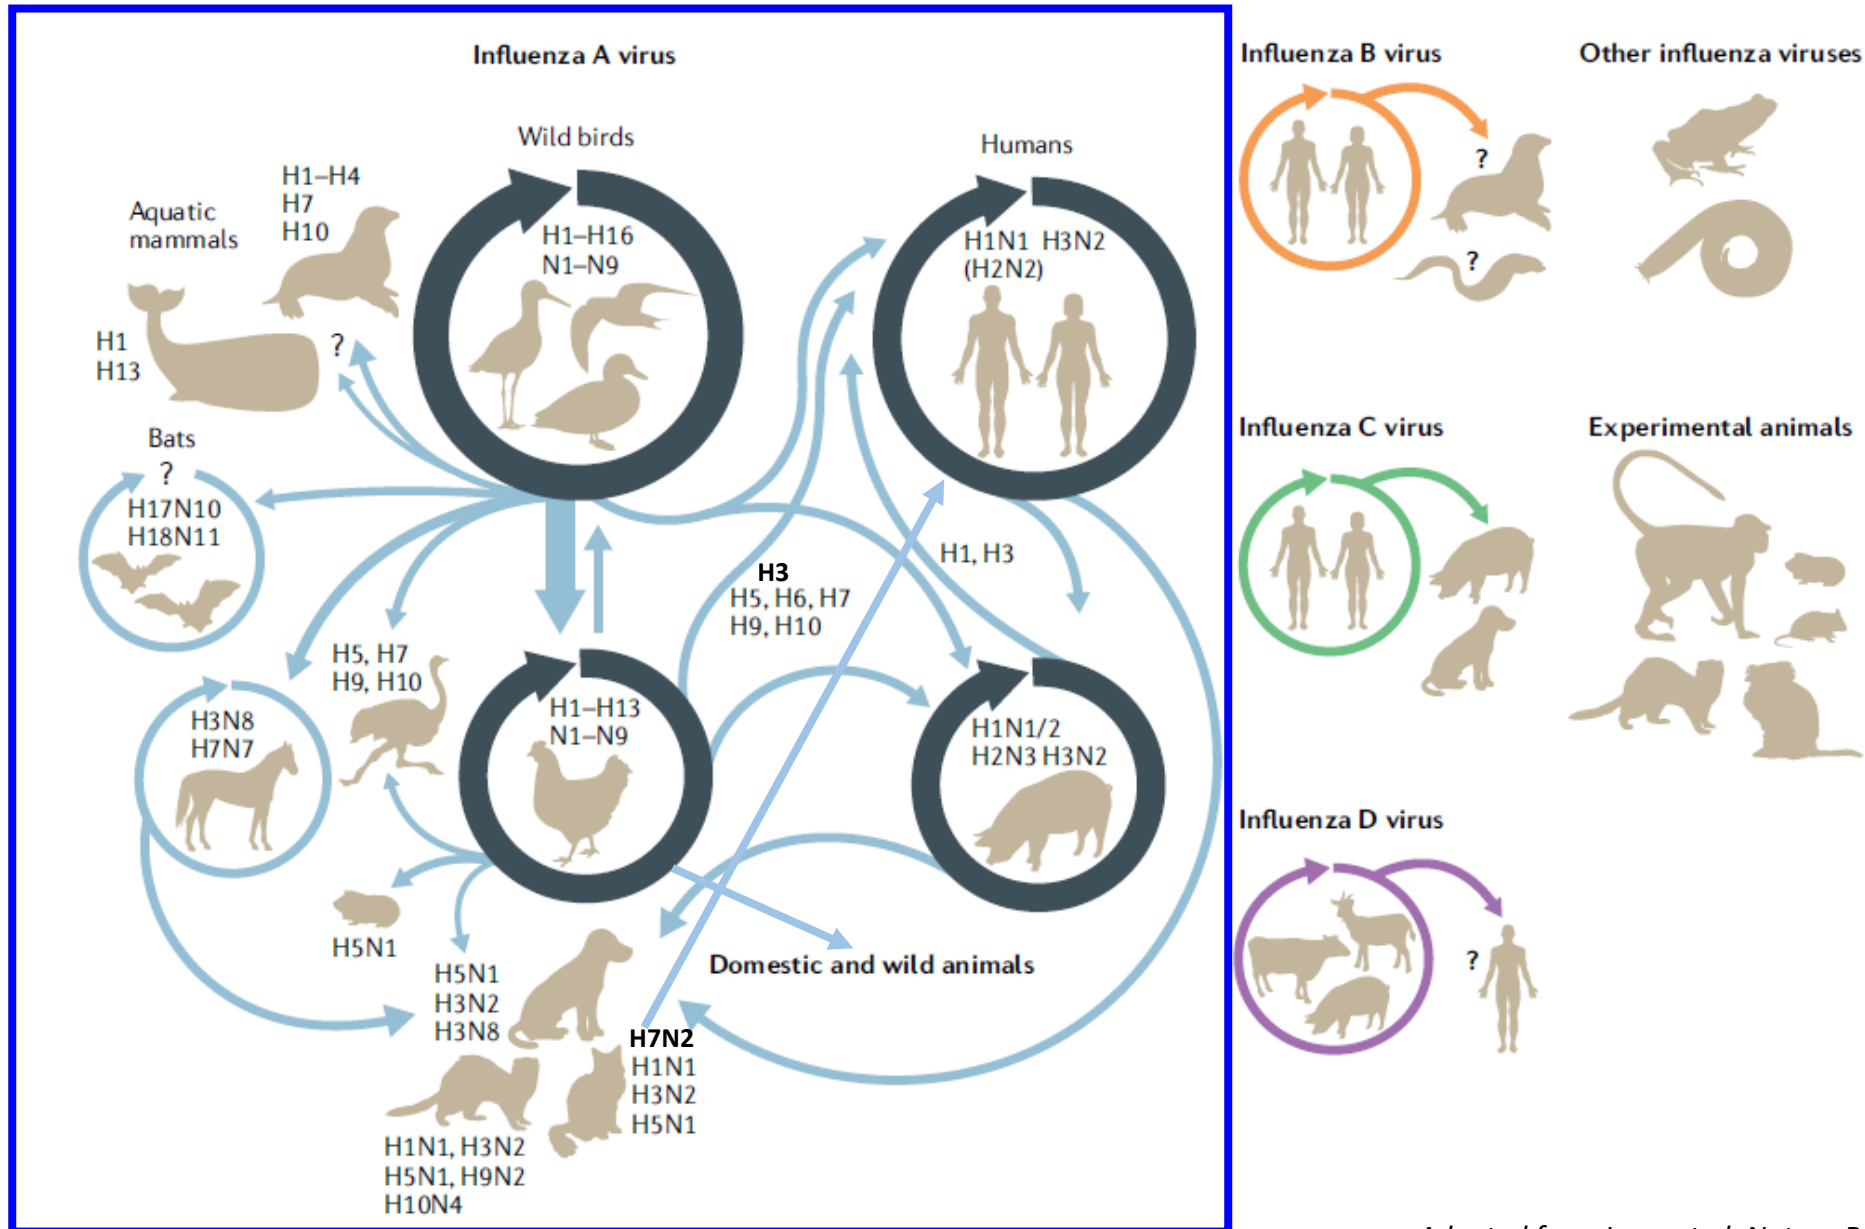 Influenza A virus
Wild birds
H1–H16
N1–N9
Humans
H1N1 H3N2
(H2N2)
Aquatic
mammals
H1–H4
H7
H10
H1
H13
?
Bats
?
H17N10
H18N11
H3N8
H7N7
H5, H7
H9, H10
H1–H13
N1–N9
H3
H5, H6, H7
H9, H10
H1, H3
H1N1/2
H2N3 H3N2
H5N1
H5N1
H3N2
H3N8
Domestic and wild animals
H7N2
H1N1
H3N2
H5N1
H1N1, H3N2
H5N1, H9N2
H10N4
Influenza B virus
?
?
Other influenza viruses
Influenza C virus
Experimental animals
Influenza D virus
?